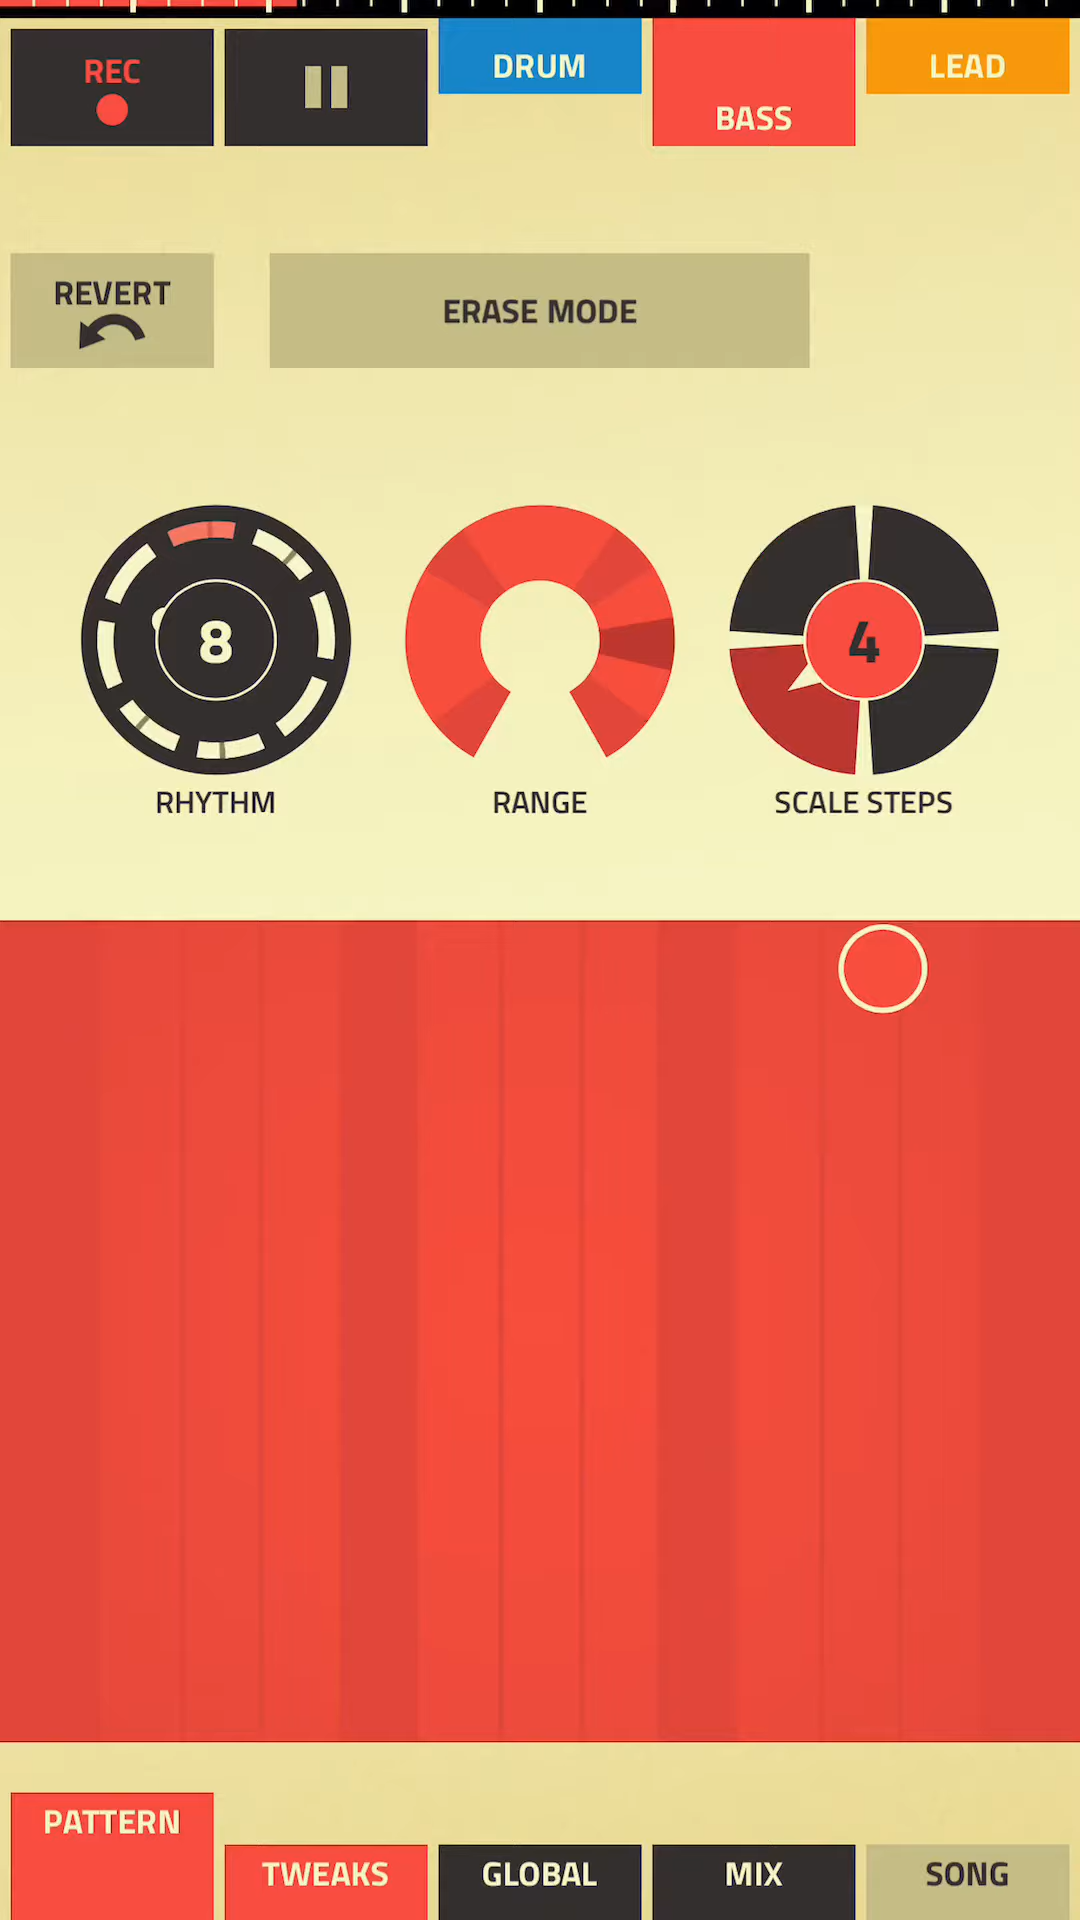 REC
DRUM
BASS
LEAD
REVERT
ERASE MODE
8
4
RHYTHM
RANGE
SCALE STEPS
PATTERN
TWEAKS
GLOBAL
MIX
SONG